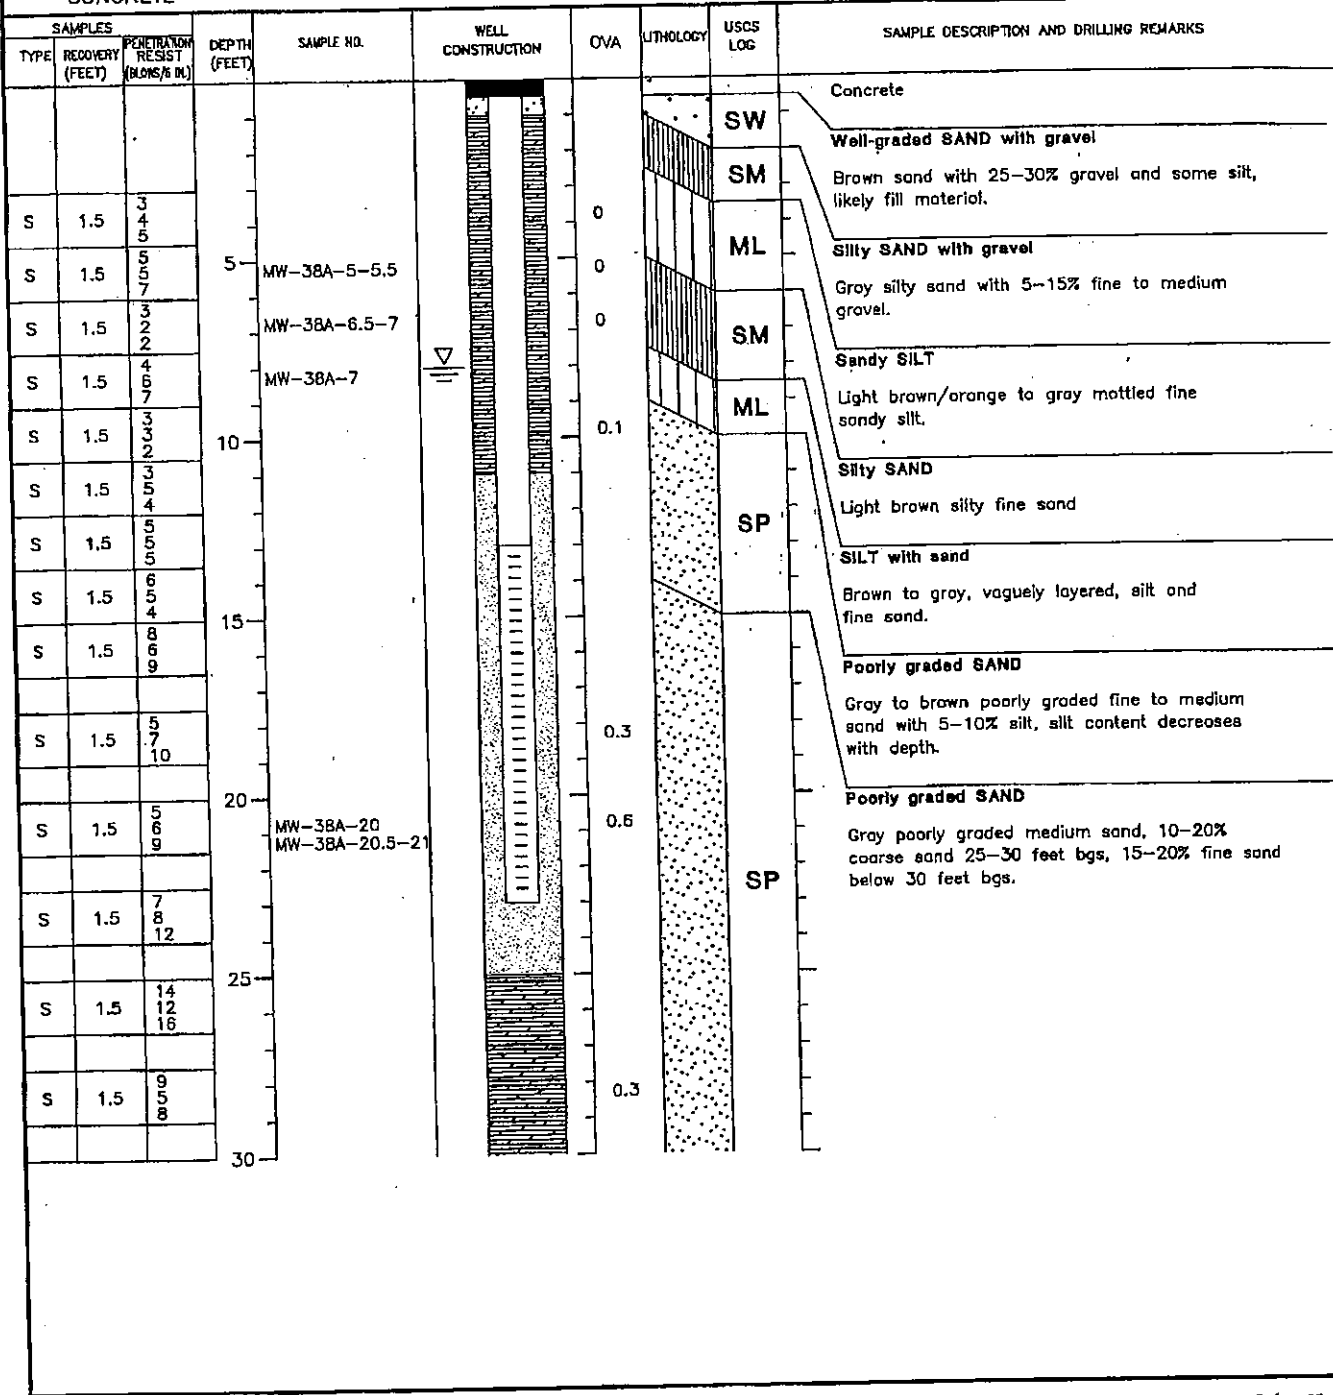 SAMPLES
TYPE
RECOVERY
(FEET)
PENETRATION
RESIST
(BLOWS/6 IN.)
DEPTH
(FEET)
SAMPLE NO.
WELL
CONSTRUCTION
OVA
LITHOLOGY
USCS
LOG
SAMPLE DESCRIPTION AND DRILLING REMARKS
S 1.5 3 4 5
S 1.5 5 5 7
S 1.5 3 2 2
S 1.5 4 6 7
S 1.5 3 3 2
S 1.5 3 5 4
S 1.5 5 5 5
S 1.5 6 5 4
S 1.5 8 6 9
S 1.5 5 7 10
S 1.5 5 6 9
S 1.5 7 8 12
S 1.5 14 12 16
S 1.5 9 5 8
5
10
15
20
25
30
MW-38A-5-5.5
MW-38A-6.5-7
MW-38A-7
MW-38A-20
MW-38A-20.5-21
0
0
0
0.1
0.3
0.6
0.3
SW
SM
ML
SM
ML
SP
SP
Concrete
Well-graded SAND with gravel
Brown sand with 25-30% gravel and some silt,
likely fill material.
Silty SAND with gravel
Gray silty sand with 5-15% fine to medium
gravel.
Sandy SILT
Light brown/orange to gray mottled fine
sandy silt.
Silty SAND
Light brown silty fine sand
SILT with sand
Brown to gray, vaguely layered, silt and
fine sand.
Poorly graded SAND
Gray to brown poorly graded fine to medium
sand with 5-10% silt, silt content decreases
with depth.
Poorly graded SAND
Gray poorly graded medium sand, 10-20%
coarse sand 25-30 feet bgs, 15-20% fine sand
below 30 feet bgs.